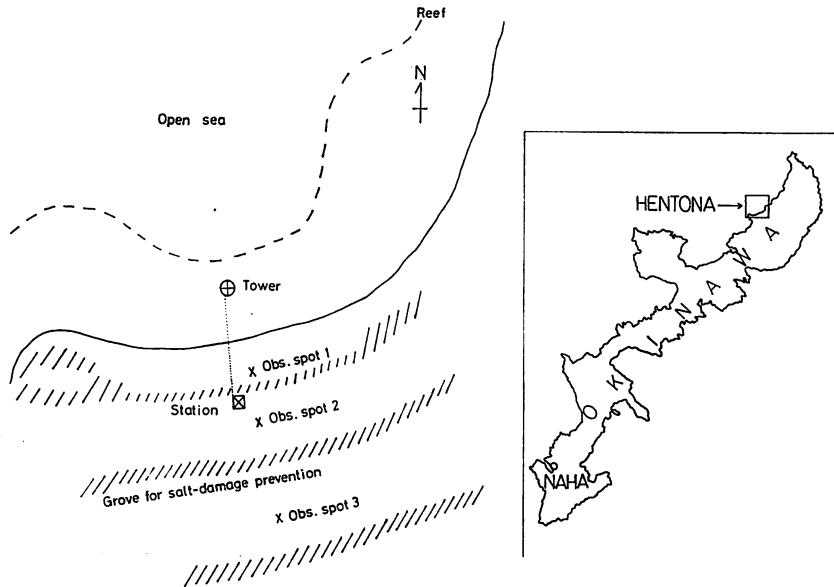 Reef
N
Open sea
Tower
X Obs. spot 1
Station
X Obs. spot 2
Grove for salt-damage prevention
X Obs. spot 3
HENTONA
OKINAWA
NAHA